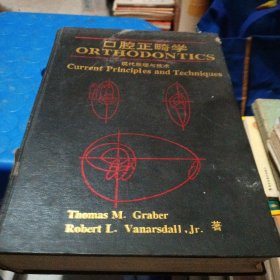 口腔正畸学
ORTHODONTICS
现代原理与技术
Current Principles and Techniques
Thomas M. Graber
Robert L. Vanarsdall, Jr. 著